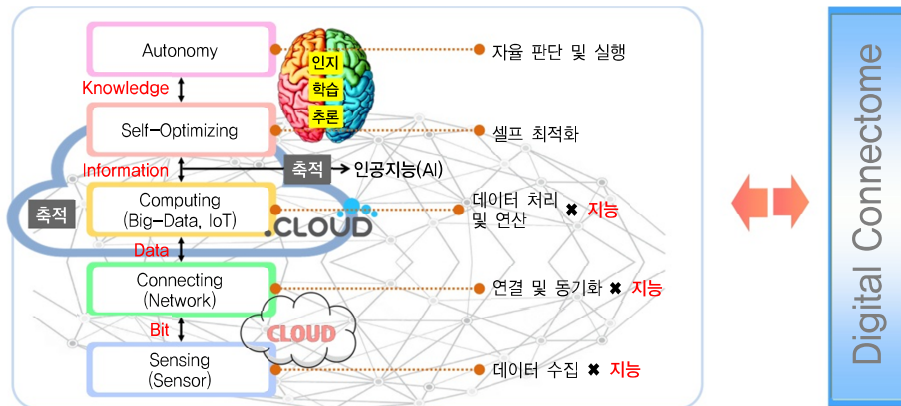 Autonomy
자율 판단 및 실행
인지
학습
추론
Knowledge
Self-Optimizing
셀프 최적화
Information
축적
인공지능(AI)
축적
Computing
(Big-Data, IoT)
.CLOUD
데이터 처리
및 연산 ✖ 지능
Data
Connecting
(Network)
연결 및 동기화 ✖ 지능
Bit
CLOUD
Sensing
(Sensor)
데이터 수집 ✖ 지능
Digital Connectome